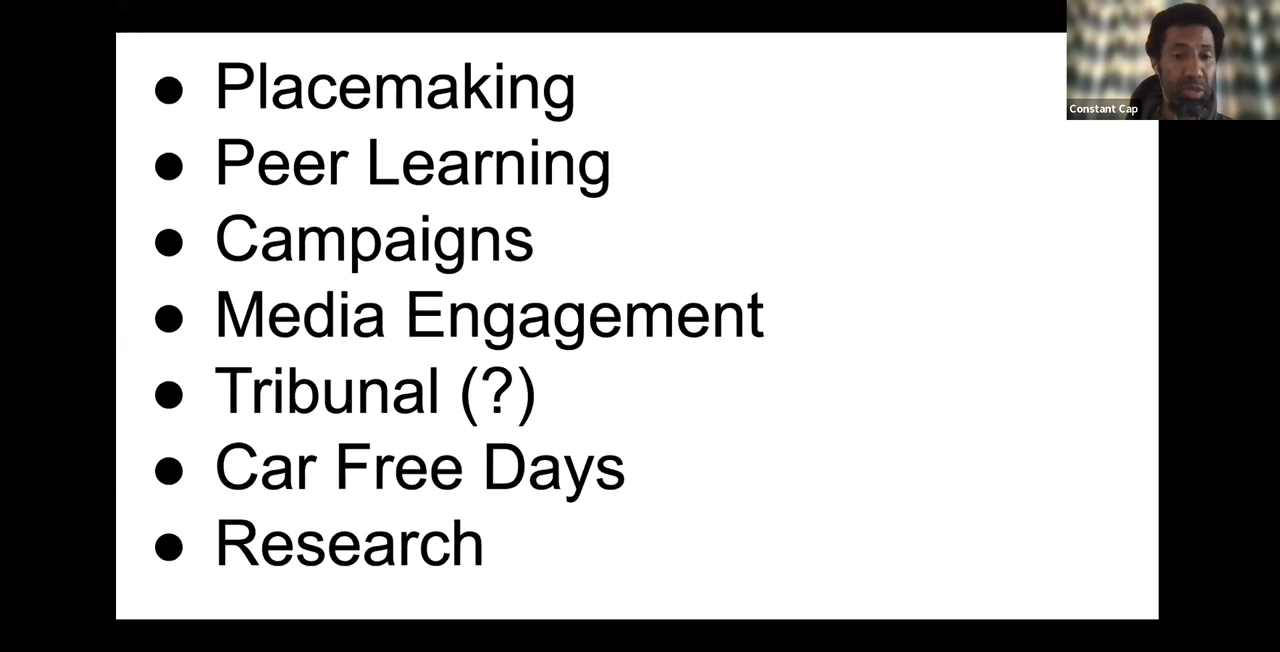 ● Placemaking
● Peer Learning
● Campaigns
● Media Engagement
● Tribunal (?)
● Car Free Days
● Research
Constant Cap